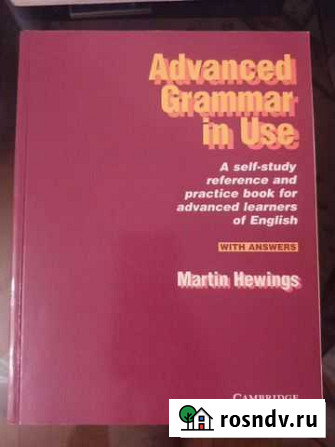 Advanced
Grammar
in Use
A self-study
reference and
practice book for
advanced learners
of English
WITH ANSWERS
Martin Hewings
CAMBRIDGE
rosndv.ru